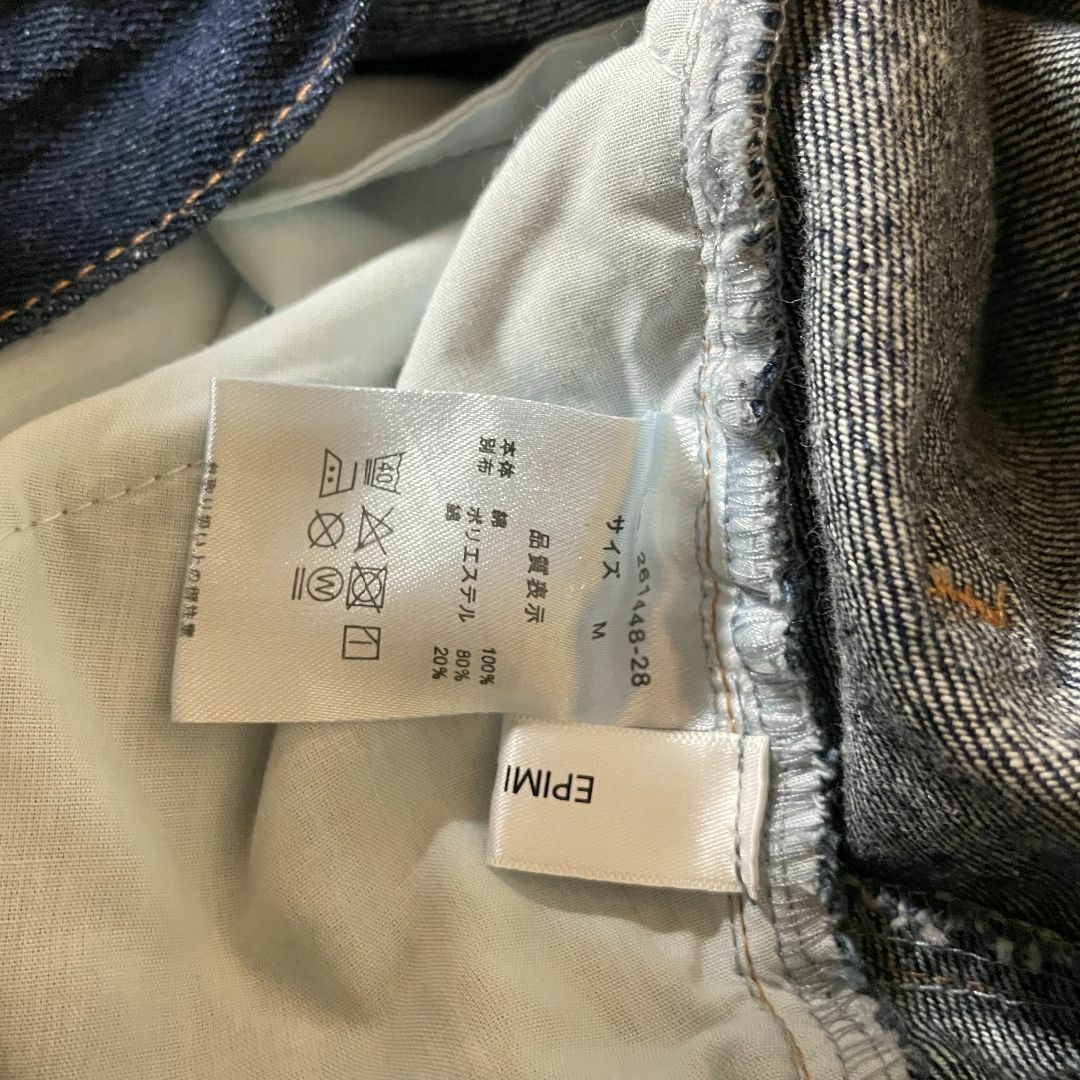 261448-28
サイズ M
品質表示
本体 綿 100%
別布 ポリエステル 80%
綿 20%
40
W
EPIMI